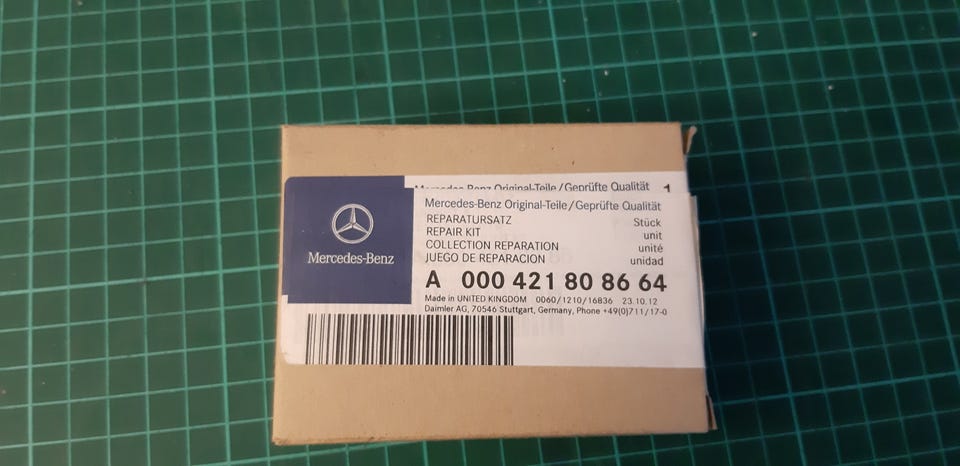 Mercedes-Benz Original-Teile/Geprüfte Qualität 1
Mercedes-Benz
Mercedes-Benz Original-Teile/Geprüfte Qualität
REPARATURSATZ Stück
REPAIR KIT unit
COLLECTION REPARATION unité
JUEGO DE REPARACION unidad
A 000 421 80 86 64
Made in UNITED KINGDOM 0060/1210/16836 23.10.12
Daimler AG, 70546 Stuttgart, Germany, Phone +49(0)711/17-0